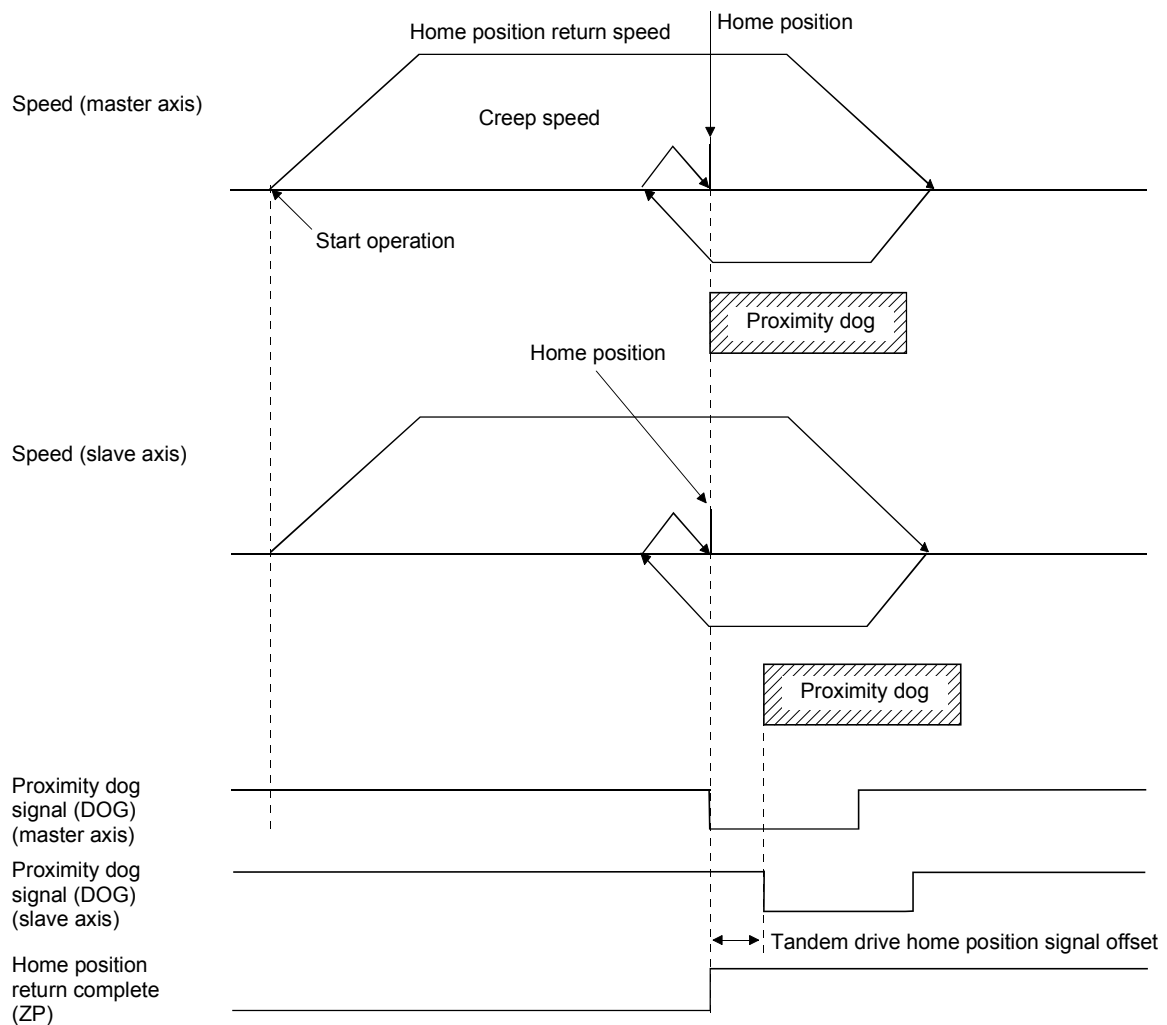 Home position return speed
Home position
Speed (master axis)
Creep speed
Start operation
Proximity dog
Home position
Speed (slave axis)
Proximity dog
Proximity dog
signal (DOG)
(master axis)
Proximity dog
signal (DOG)
(slave axis)
Tandem drive home position signal offset
Home position
return complete
(ZP)